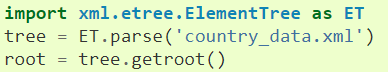 import xml.etree.ElementTree as ET
tree = ET.parse('country_data.xml')
root = tree.getroot()